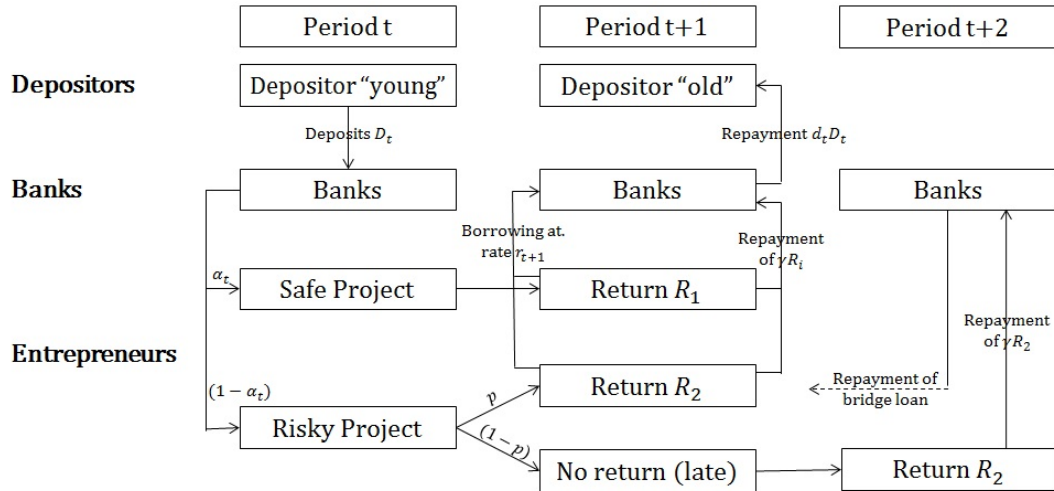 Period t
Period t+1
Period t+2
Depositors
Depositor “young”
Depositor “old”
Deposits D_t
Repayment d_tD_t
Banks
Banks
Banks
Banks
Borrowing at.
rate r_{t+1}
Repayment
of γR_i
α_t
Safe Project
Return R_1
Repayment
of γR_2
Entrepreneurs
(1 − α_t)
p
Return R_2
Repayment of
bridge loan
Risky Project
(1−p)
No return (late)
Return R_2